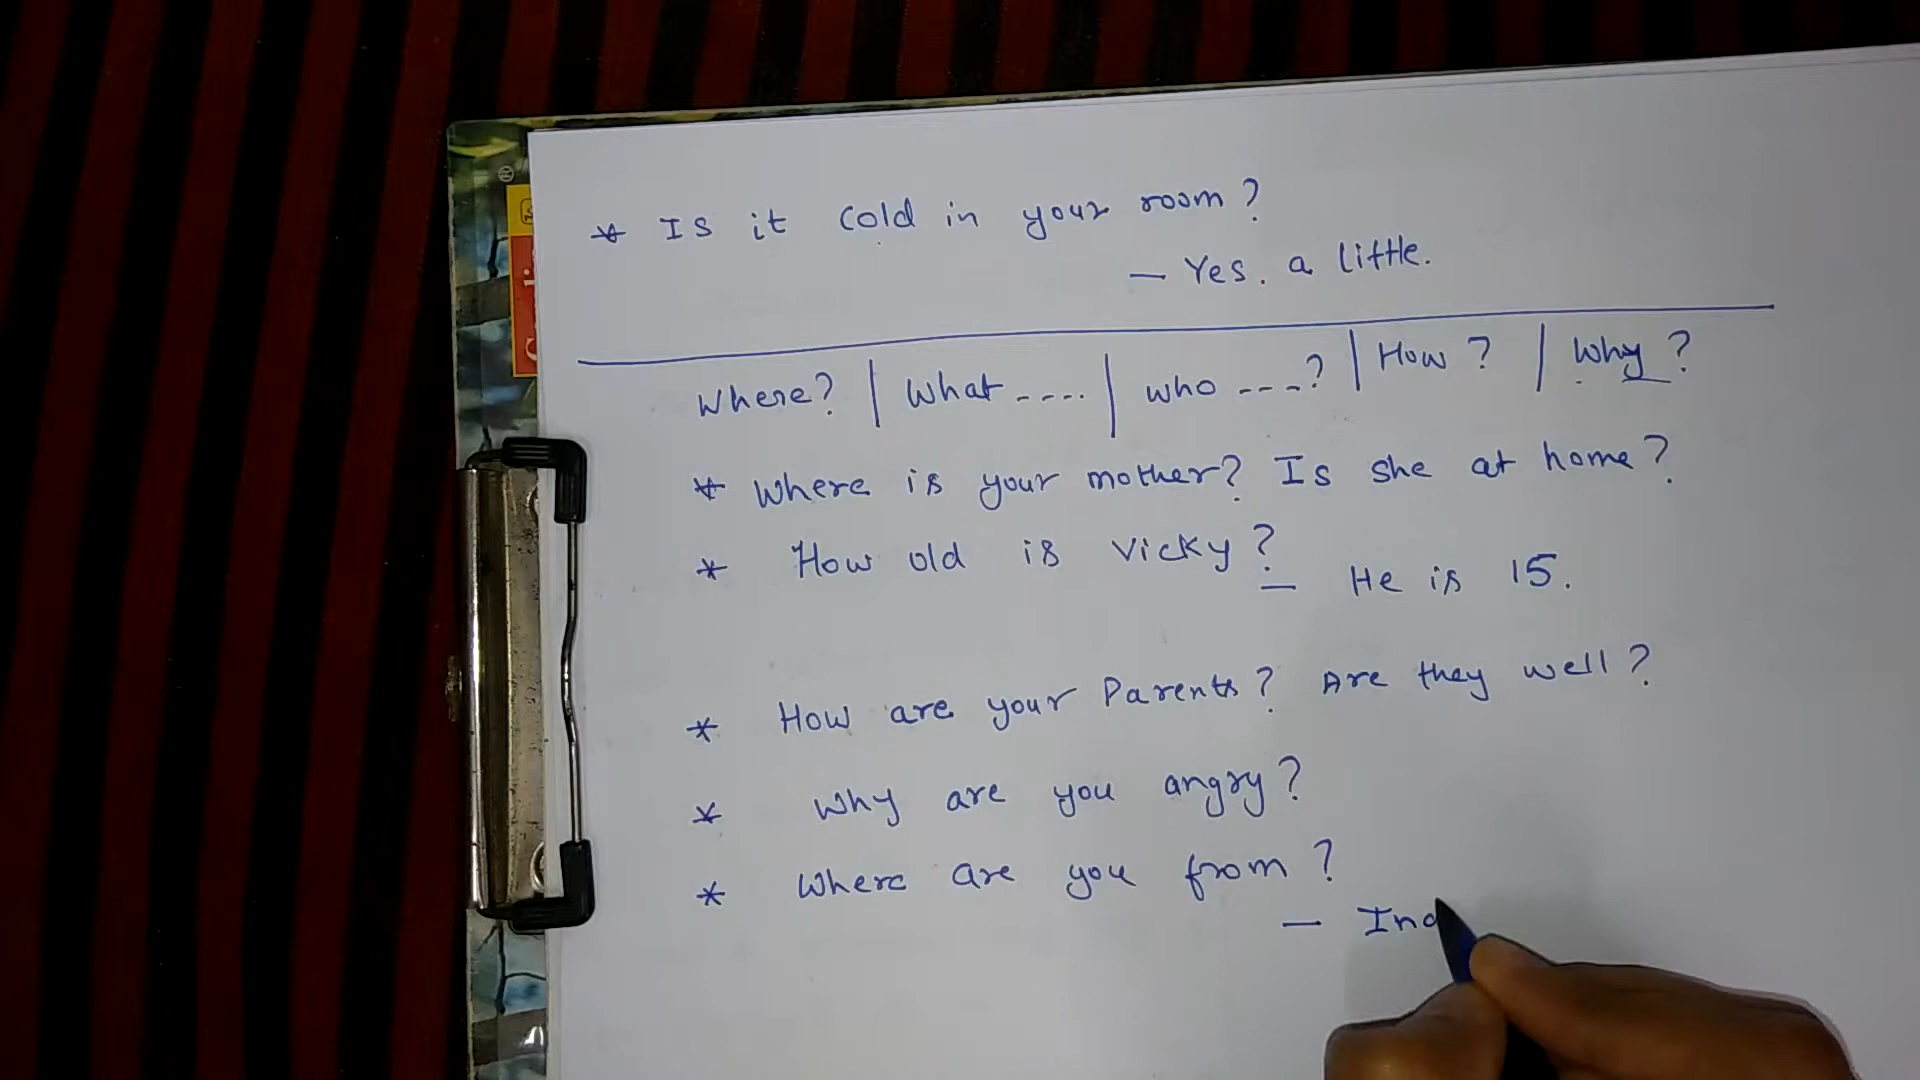 * Is it cold in your room?
— Yes. a little.
Where? | What .... | who ---? | How? | Why?
* Where is your mother? Is she at home?
* How old is Vicky?
— He is 15.
* How are your Parents? Are they well?
* Why are you angry?
* Where are you from?
—